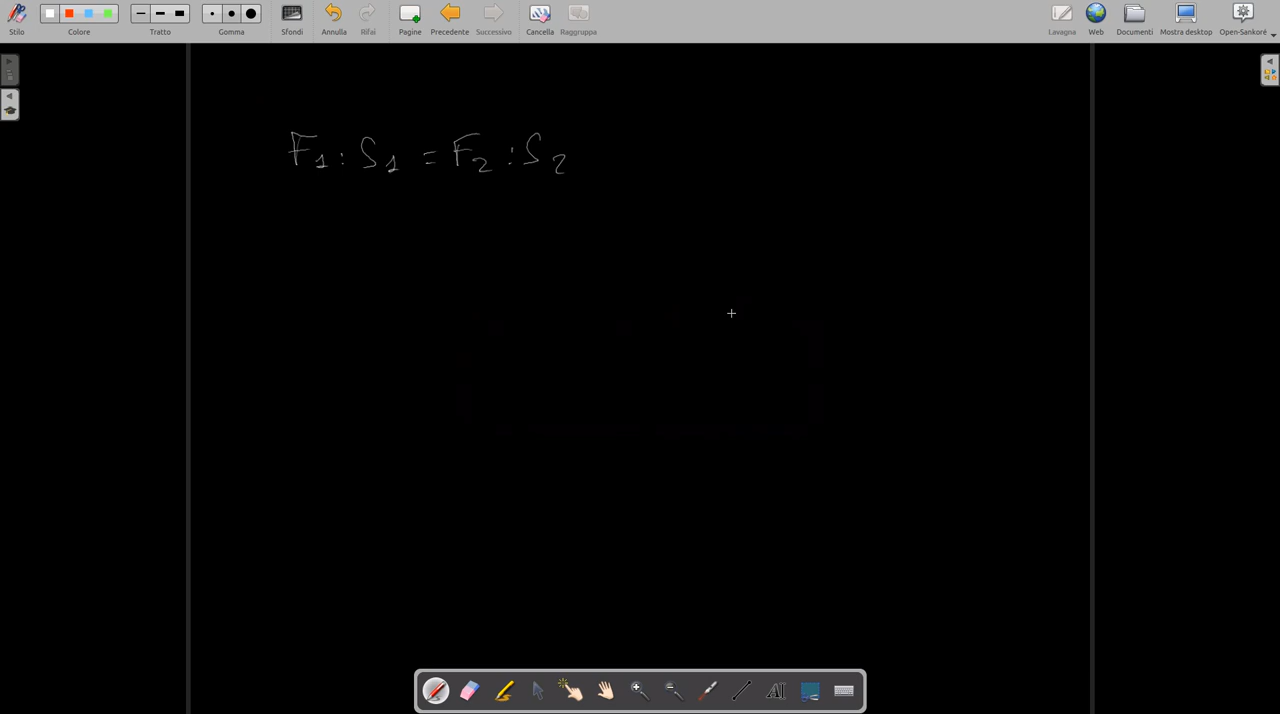 Stilo Colore Tratto Gomma Sfondi Annulla Rifai Pagine Precedente Successivo Cancella Raggruppa Lavagna Web Documenti Mostra desktop Open-Sankoré
F₁ : S₁ = F₂ : S₂
AI